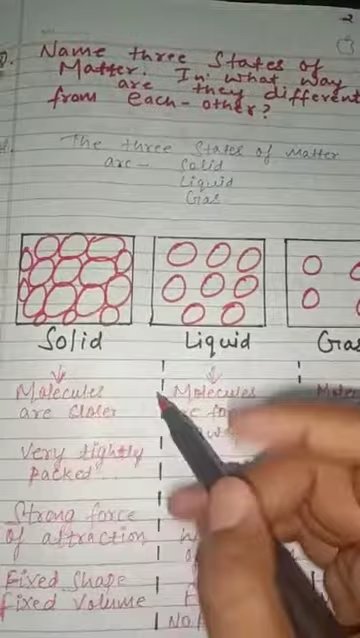 Name three States of
Matter. In what way
are they different
from each-other?
The three States of Matter
are - Solid
Liquid
Gas
Solid
Liquid
Gas
Molecules
are closer
Very tightly
packed
Strong force
of attraction
Fixed Shape
Fixed Volume
Molecules